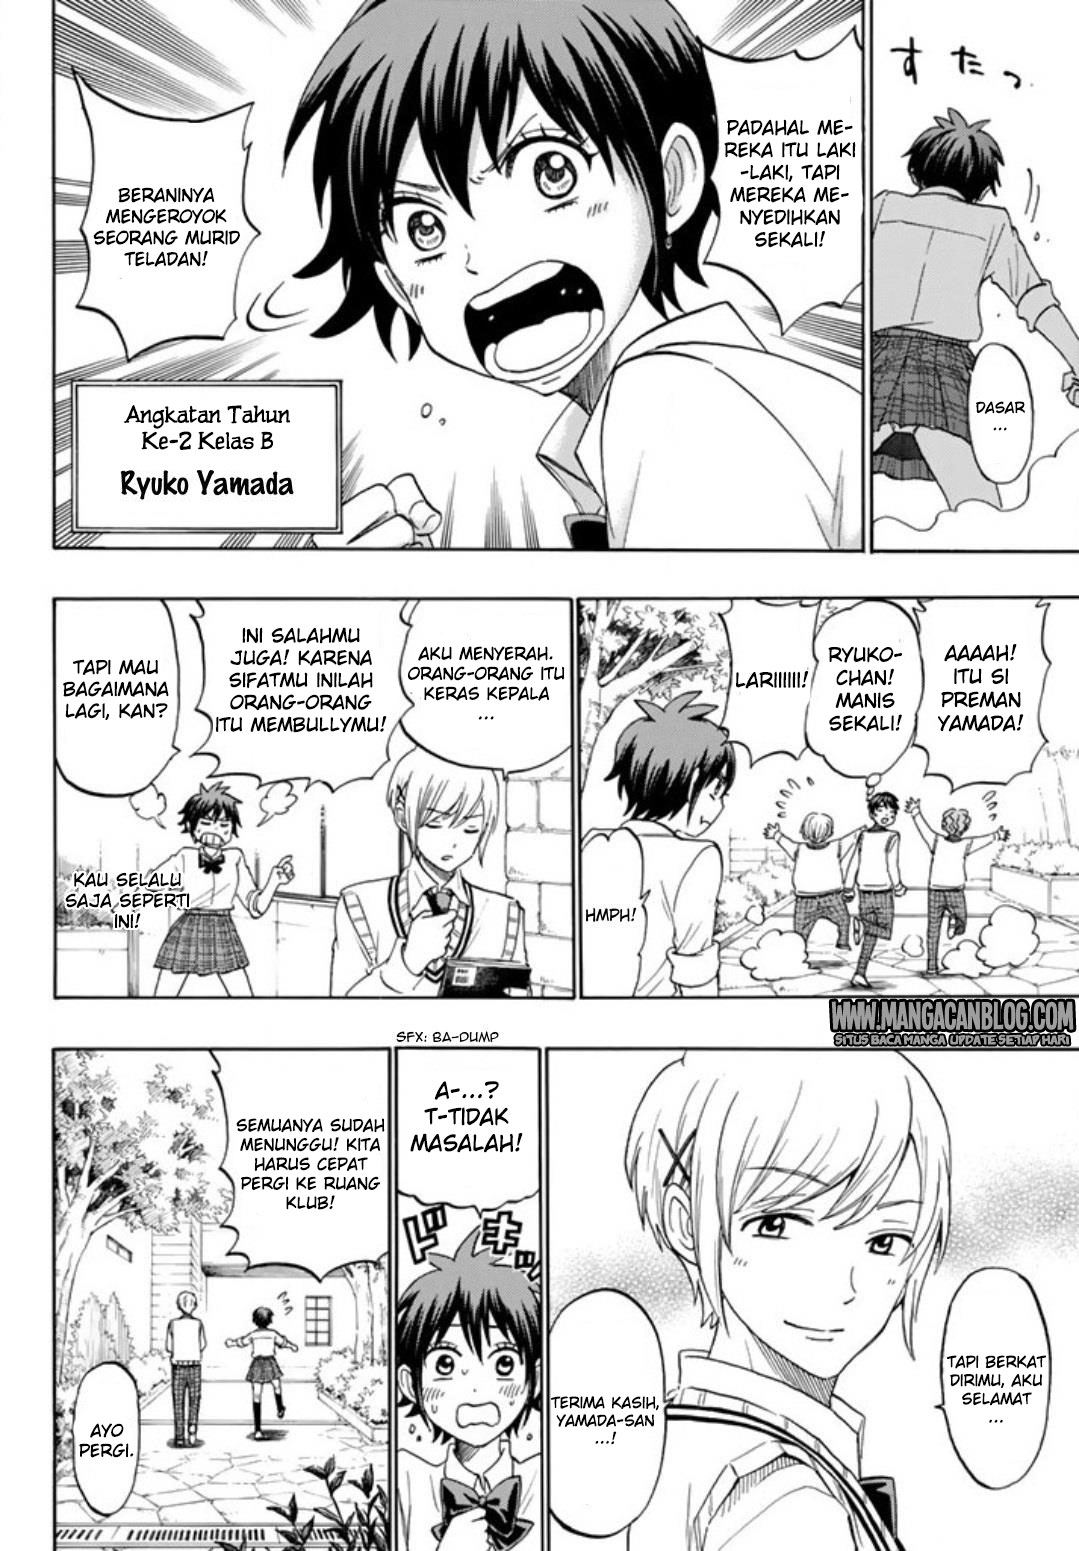 すたっ
DASAR
...
PADAHAL ME-
REKA ITU LAKI
-LAKI, TAPI
MEREKA ME-
NYEDIHKAN
SEKALI!
BERANINYA
MENGEROYOK
SEORANG MURID
TELADAN!
Angkatan Tahun
Ke-2 Kelas B
Ryuko Yamada
AAAAH!
ITU SI
PREMAN
YAMADA!
RYUKO-
CHAN! MANIS
SEKALI!
LARIIIIII!
HMPH!
AKU MENYERAH.
ORANG-ORANG ITU
KERAS KEPALA
...
INI SALAHMU
JUGA! KARENA
SIFATMU INILAH
ORANG-ORANG
ITU MEMBULLYMU!
TAPI MAU
BAGAIMANA
LAGI, KAN?
KAU SELALU
SAJA SEPERTI
INI!
WWW.MANGACANBLOG.COM
SITUS BACA MANGA UPDATE SETIAP HARI
TAPI BERKAT
DIRIMU, AKU
SELAMAT
...
TERIMA KASIH,
YAMADA-SAN
...!
SFX: BA-DUMP
A-...?
T-TIDAK
MASALAH!
ドキッ
SEMUANYA SUDAH
MENUNGGU! KITA
HARUS CEPAT
PERGI KE RUANG
KLUB!
AYO
PERGI.